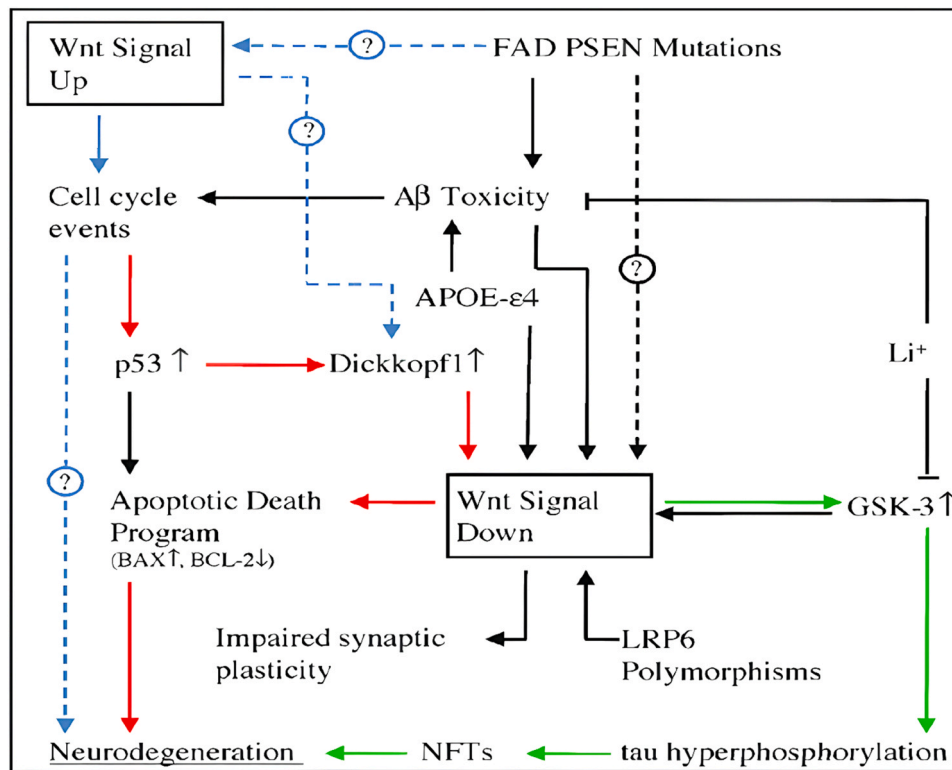 Wnt Signal
Up
?
FAD PSEN Mutations
?
Cell cycle
events
Aβ Toxicity
?
APOE-ε4
p53 ↑
Dickkopf1↑
Li⁺
?
Apoptotic Death
Program
(BAX↑, BCL-2↓)
Wnt Signal
Down
GSK-3↑
Impaired synaptic
plasticity
LRP6
Polymorphisms
Neurodegeneration
NFTs
tau hyperphosphorylation